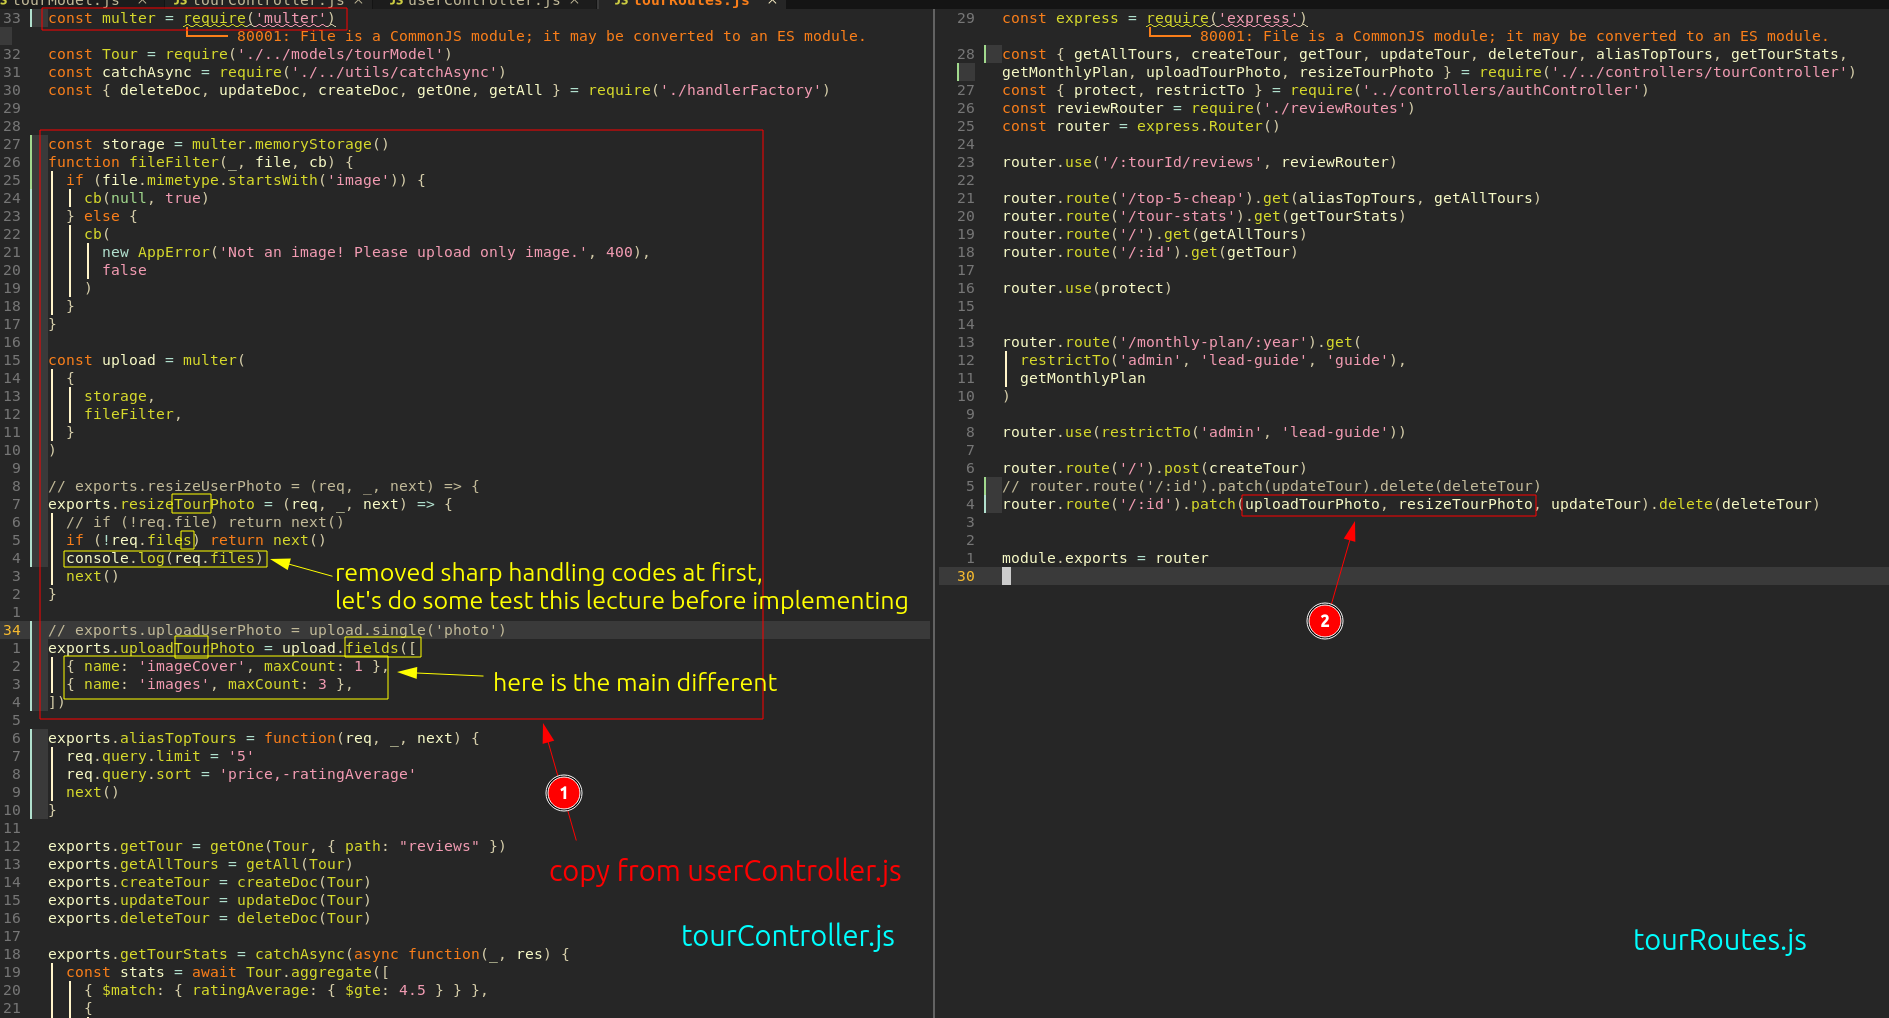 tourModel.js × tourController.js × userController.js × tourRoutes.js ×
33 const multer = require('multer')
80001: File is a CommonJS module; it may be converted to an ES module.
32 const Tour = require('./../models/tourModel')
31 const catchAsync = require('./../utils/catchAsync')
30 const { deleteDoc, updateDoc, createDoc, getOne, getAll } = require('./handlerFactory')
29
28
27 const storage = multer.memoryStorage()
26 function fileFilter(_, file, cb) {
25 if (file.mimetype.startsWith('image')) {
24 cb(null, true)
23 } else {
22 cb(
21 new AppError('Not an image! Please upload only image.', 400),
20 false
19 )
18 }
17 }
16
15 const upload = multer(
14 {
13 storage,
12 fileFilter,
11 }
10 )
9
8 // exports.resizeUserPhoto = (req, _, next) => {
7 exports.resizeTourPhoto = (req, _, next) => {
6 // if (!req.file) return next()
5 if (!req.files) return next()
4 console.log(req.files)
3 next()
2 }
1
34 // exports.uploadUserPhoto = upload.single('photo')
1 exports.uploadTourPhoto = upload.fields([
2 { name: 'imageCover', maxCount: 1 },
3 { name: 'images', maxCount: 3 },
4 ])
5
6 exports.aliasTopTours = function(req, _, next) {
7 req.query.limit = '5'
8 req.query.sort = 'price,-ratingAverage'
9 next()
10 }
11
12 exports.getTour = getOne(Tour, { path: "reviews" })
13 exports.getAllTours = getAll(Tour)
14 exports.createTour = createDoc(Tour)
15 exports.updateTour = updateDoc(Tour)
16 exports.deleteTour = deleteDoc(Tour)
17
18 exports.getTourStats = catchAsync(async function(_, res) {
19 const stats = await Tour.aggregate([
20 { $match: { ratingAverage: { $gte: 4.5 } } },
21 {
removed sharp handling codes at first,
let's do some test this lecture before implementing
here is the main different
1
copy from userController.js
tourController.js
29 const express = require('express')
80001: File is a CommonJS module; it may be converted to an ES module.
28 const { getAllTours, createTour, getTour, updateTour, deleteTour, aliasTopTours, getTourStats,
getMonthlyPlan, uploadTourPhoto, resizeTourPhoto } = require('./../controllers/tourController')
27 const { protect, restrictTo } = require('../controllers/authController')
26 const reviewRouter = require('./reviewRoutes')
25 const router = express.Router()
24
23 router.use('/:tourId/reviews', reviewRouter)
22
21 router.route('/top-5-cheap').get(aliasTopTours, getAllTours)
20 router.route('/tour-stats').get(getTourStats)
19 router.route('/').get(getAllTours)
18 router.route('/:id').get(getTour)
17
16 router.use(protect)
15
14
13 router.route('/monthly-plan/:year').get(
12 restrictTo('admin', 'lead-guide', 'guide'),
11 getMonthlyPlan
10 )
9
8 router.use(restrictTo('admin', 'lead-guide'))
7
6 router.route('/').post(createTour)
5 // router.route('/:id').patch(updateTour).delete(deleteTour)
4 router.route('/:id').patch(uploadTourPhoto, resizeTourPhoto, updateTour).delete(deleteTour)
3
2
1 module.exports = router
30
2
tourRoutes.js